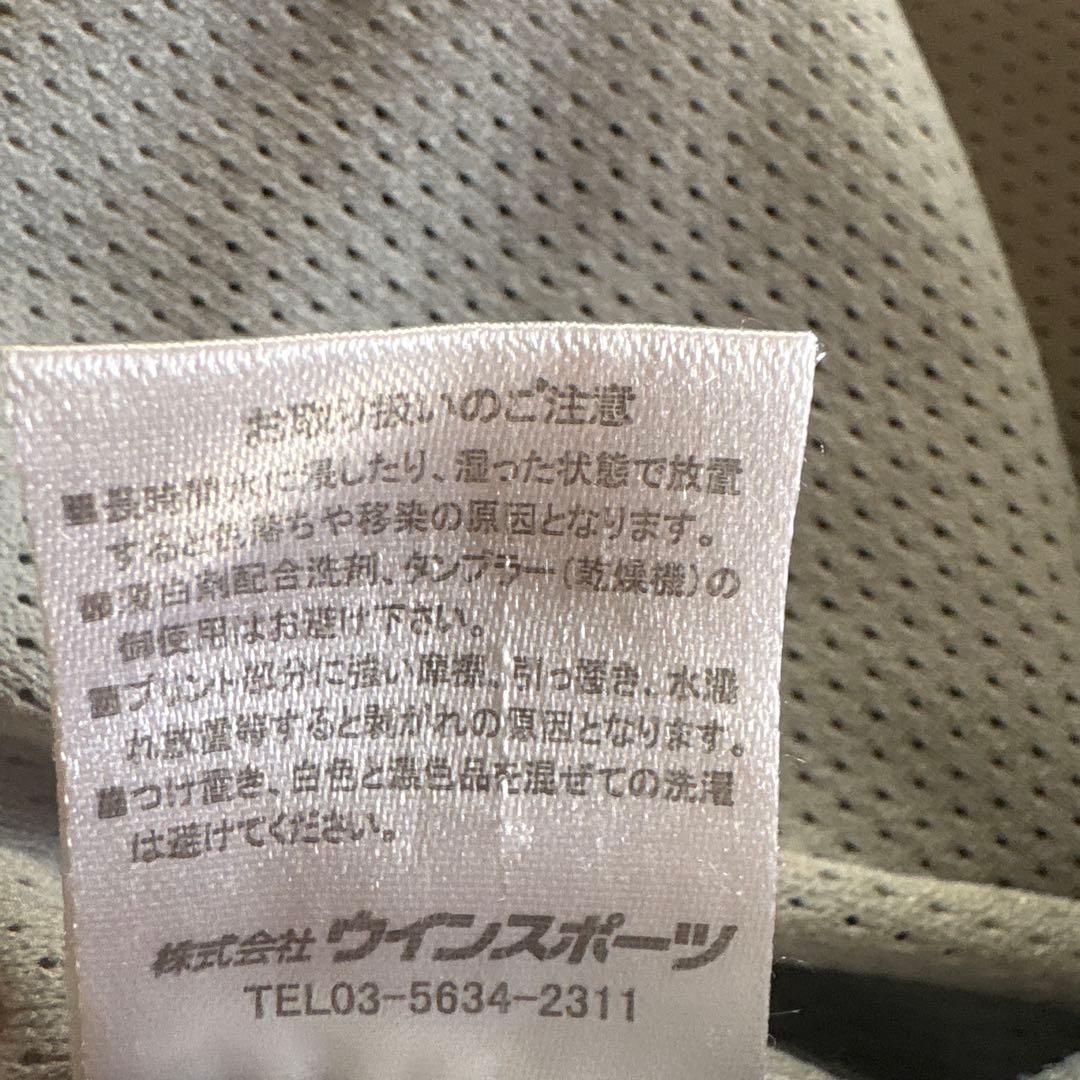 お取り扱いのご注意
■長時間水に浸したり、湿った状態で放置
すると色落ちや移染の原因となります。
■漂白剤配合洗剤、タンブラー(乾燥機)の
御使用はお避け下さい。
■プリント部分に強い摩擦、引っ掻き、水濡
れ放置等すると剥がれの原因となります。
■つけ置き、白色と濃色品を混ぜての洗濯
は避けてください。
株式会社 ウインスポーツ
TEL03-5634-2311